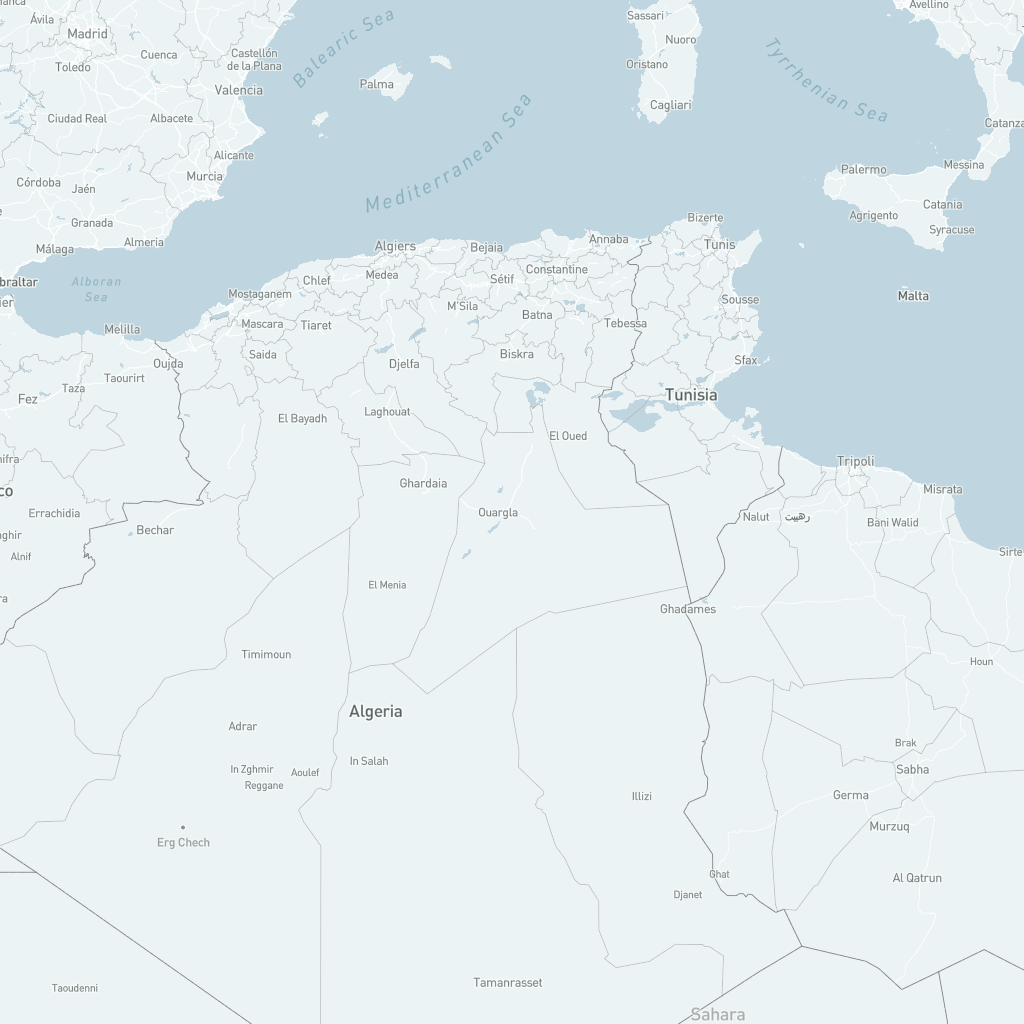 Ávila
Madrid
Toledo
Cuenca
Castellón
de la Plana
Valencia
Ciudad Real
Albacete
Alicante
Murcia
Córdoba
Jaén
Granada
Almeria
Málaga
Balearic Sea
Palma
Mediterranean Sea
Sassari
Nuoro
Oristano
Cagliari
Tyrrhenian Sea
Avellino
Catanza
Messina
Palermo
Catania
Agrigento
Syracuse
Malta
braltar
Alboran
Sea
Melilla
Oujda
Taourirt
Taza
Fez
Errachidia
Alnif
Bizerte
Tunis
Annaba
Algiers
Bejaia
Constantine
Medea
Sétif
Chlef
Mostaganem
M'Sila
Batna
Mascara
Tiaret
Tebessa
Sousse
Saida
Biskra
Djelfa
Sfax
Tunisia
Laghouat
El Bayadh
El Oued
Ghardaia
Ouargla
Bechar
El Menia
Tripoli
Misrata
Nalut
رهيبت
Bani Walid
Sirte
Ghadames
Houn
Timimoun
Algeria
Adrar
In Salah
In Zghmir
Aoulef
Reggane
Illizi
Brak
Sabha
Germa
Murzuq
Erg Chech
Ghat
Djanet
Al Qatrun
Tamanrasset
Taoudenni
Sahara